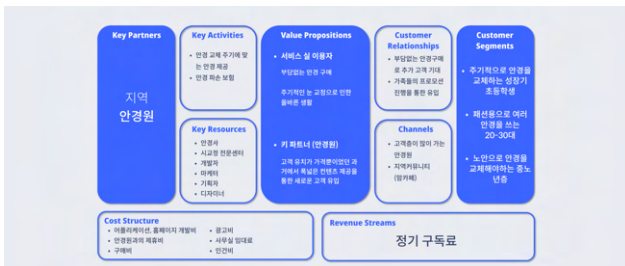 Key Partners
지역
안경원
Key Activities
• 안경 교체 주기에 맞
는 안경 제공
• 안경 파손 보험
Key Resources
• 안경사
• 시교정 전문센터
• 개발자
• 마케터
• 기획자
• 디자이너
Value Propositions
• 서비스 실 이용자
부담없는 안경 구매
주기적인 눈 교정으로 인한
올바른 생활
• 키 파트너 (안경원)
고객 유치가 가격뿐이었던 과
거에서 폭넓은 컨텐츠 제공을
통한 새로운 고객 유입
Customer
Relationships
• 부담없는 안경구매
로 추가 고객 기대
• 가족들의 프로모션
진행을 통한 유입
Channels
• 고객층이 많이 가는
안경원
• 지역커뮤니티
(맘카페)
Customer
Segments
• 주기적으로 안경을
교체하는 성장기
초등학생
• 패션용으로 여러
안경을 쓰는
20-30대
• 노안으로 안경을
교체해야하는 중노
년층
Cost Structure
• 어플리케이션, 홈페이지 개발비
• 안경원과의 제휴비
• 구매비
• 광고비
• 사무실 임대료
• 인건비
Revenue Streams
정기 구독료